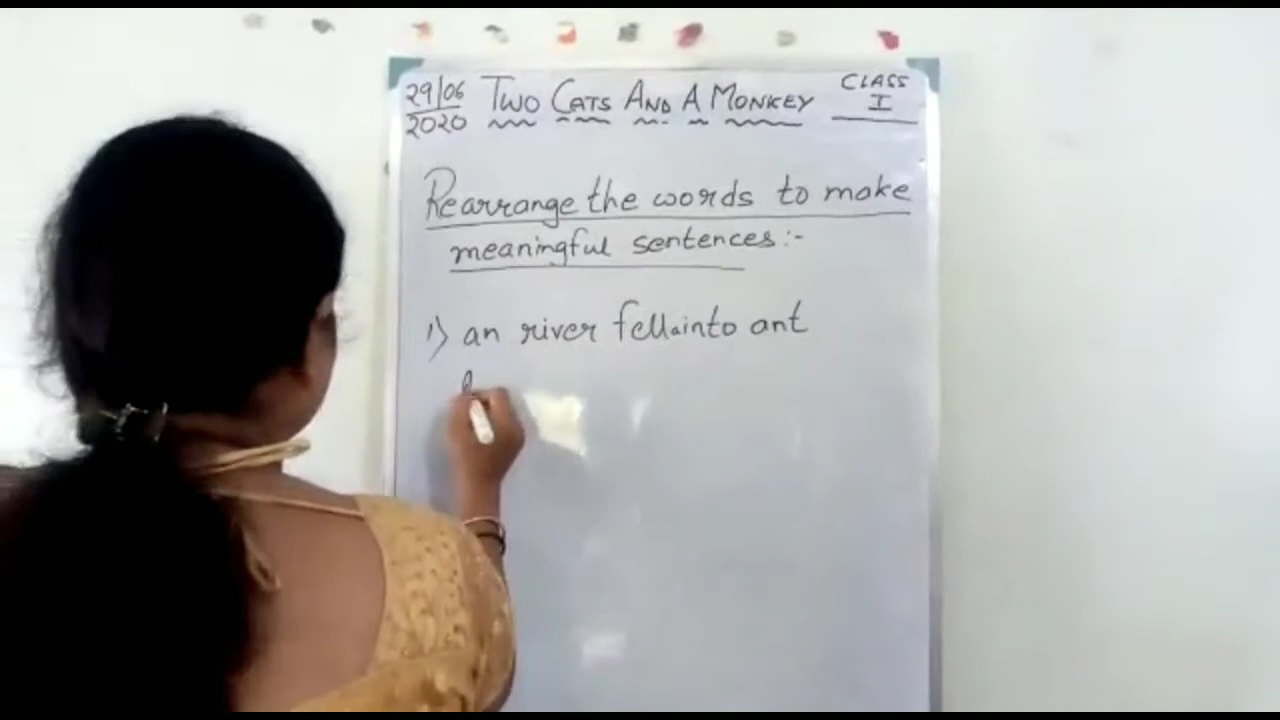 29/06
2020
TWO CATS AND A MONKEY
CLASS
I
Rearrange the words to make
meaningful sentences:-
1) an river fell a into ant